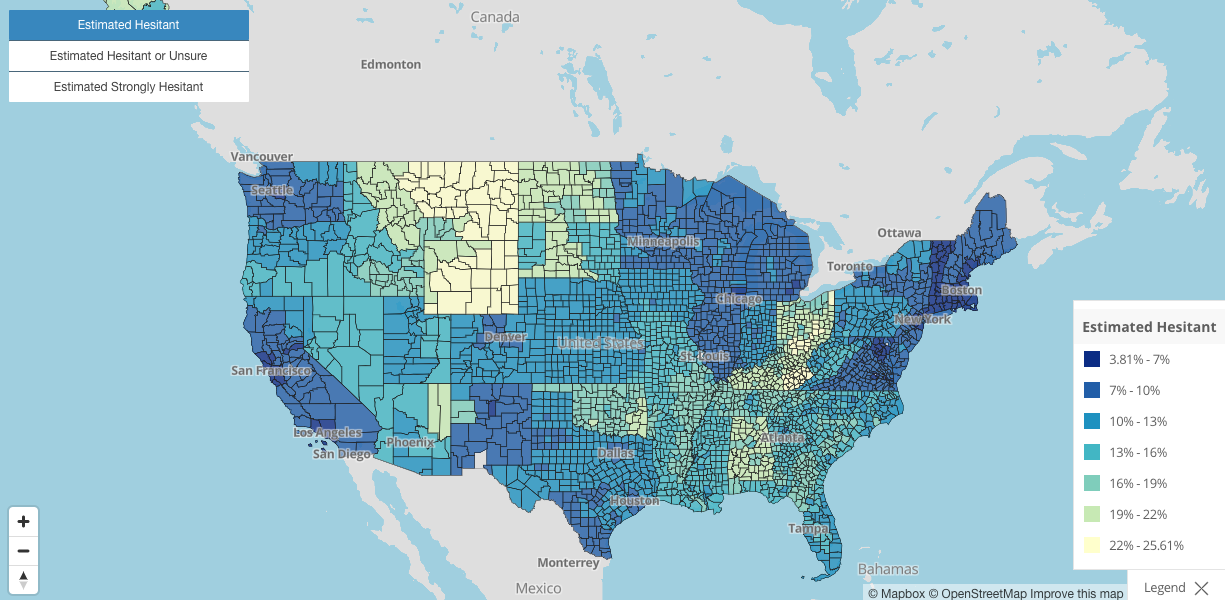 Estimated Hesitant
Estimated Hesitant or Unsure
Estimated Strongly Hesitant
Canada
Edmonton
Vancouver
Seattle
Minneapolis
Ottawa
Toronto
Boston
Chicago
New York
Denver
United States
St. Louis
San Francisco
Los Angeles
Phoenix
Atlanta
San Diego
Dallas
Houston
Tampa
Monterrey
Mexico
Bahamas
Estimated Hesitant
3.81% - 7%
7% - 10%
10% - 13%
13% - 16%
16% - 19%
19% - 22%
22% - 25.61%
Legend
© Mapbox © OpenStreetMap Improve this map